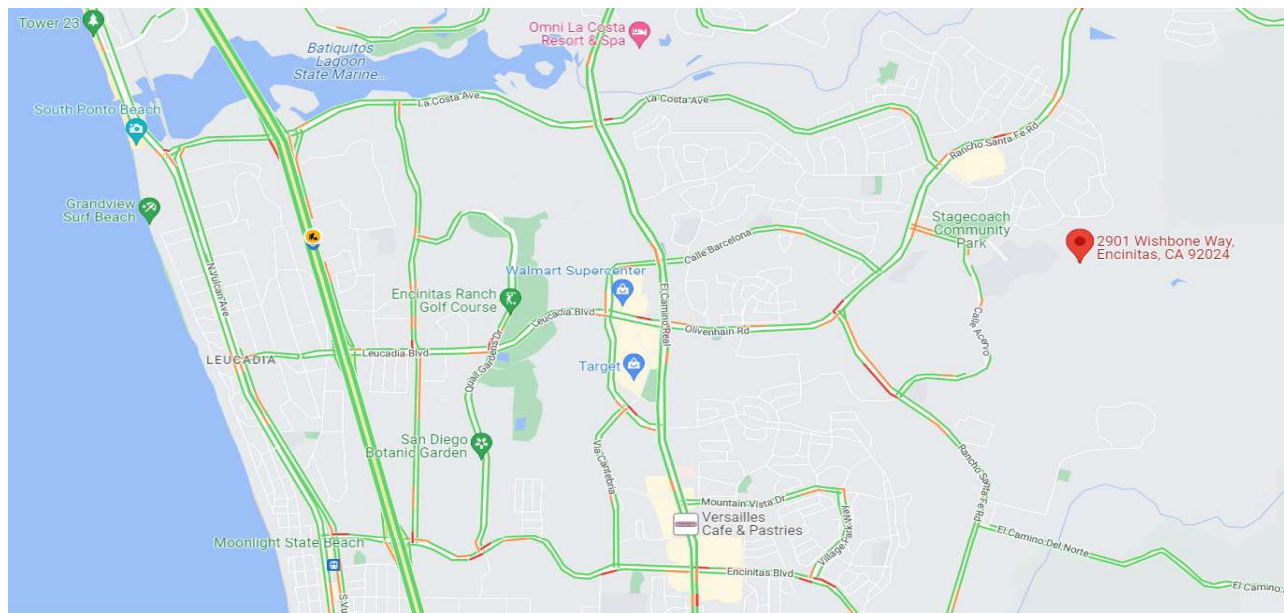 Tower 23
Omni La Costa
Resort & Spa
Batiquitos
Lagoon
State Marine...
La Costa Ave
La Costa Ave
South Ponto Beach
Rancho Santa Fe Rd
Grandview
Surf Beach
Stagecoach
Community
Park
2901 Wishbone Way,
Encinitas, CA 92024
Calle Barcelona
Walmart Supercenter
N Vulcan Ave
Encinitas Ranch
Golf Course
El Camino Real
Leucadia Blvd
Olivenhain Rd
Calle Acervo
LEUCADIA
Leucadia Blvd
Quail Gardens Dr
Target
San Diego
Botanic Garden
Via Cantebria
Rancho Santa Fe Rd
Mountain Vista Dr
Versailles
Cafe & Pastries
Village Park Way
Moonlight State Beach
El Camino Del Norte
Encinitas Blvd
El Camino
S Vu